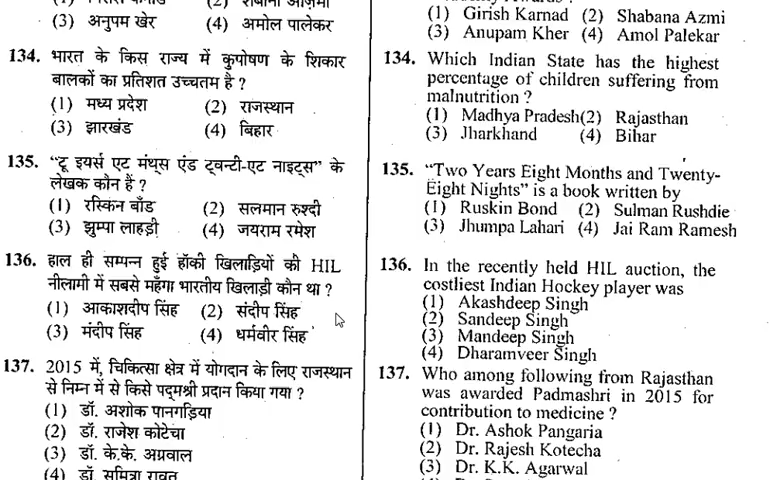 (3) अनुपम खेर (4) अमोल पालेकर
134. भारत के किस राज्य में कुपोषण के शिकार
बालकों का प्रतिशत उच्चतम है ?
(1) मध्य प्रदेश (2) राजस्थान
(3) झारखंड (4) बिहार
135. “टू इयर्स एट मंथ्स एंड ट्वन्टी-एट नाइट्स” के
लेखक कौन हैं ?
(1) रस्किन बॉंड (2) सलमान रुश्दी
(3) झुम्पा लाहड़ी (4) जयराम रमेश
136. हाल ही सम्पन्न हुई हॉकी खिलाड़ियों की HIL
नीलामी में सबसे महँगा भारतीय खिलाड़ी कौन था ?
(1) आकाशदीप सिंह (2) संदीप सिंह
(3) मंदीप सिंह (4) धर्मवीर सिंह
137. 2015 में, चिकित्सा क्षेत्र में योगदान के लिए राजस्थान
से निम्न में से किसे पद्मश्री प्रदान किया गया ?
(1) डॉ. अशोक पानगड़िया
(2) डॉ. राजेश कोटेचा
(3) डॉ. के.के. अग्रवाल
(4) डॉ. सुमित्रा रावत
(1) Girish Karnad (2) Shabana Azmi
(3) Anupam Kher (4) Amol Palekar
134. Which Indian State has the highest
percentage of children suffering from
malnutrition ?
(1) Madhya Pradesh(2) Rajasthan
(3) Jharkhand (4) Bihar
135. “Two Years Eight Months and Twenty-
Eight Nights” is a book written by
(1) Ruskin Bond (2) Sulman Rushdie
(3) Jhumpa Lahari (4) Jai Ram Ramesh
136. In the recently held HIL auction, the
costliest Indian Hockey player was
(1) Akashdeep Singh
(2) Sandeep Singh
(3) Mandeep Singh
(4) Dharamveer Singh
137. Who among following from Rajasthan
was awarded Padmashri in 2015 for
contribution to medicine ?
(1) Dr. Ashok Pangaria
(2) Dr. Rajesh Kotecha
(3) Dr. K.K. Agarwal